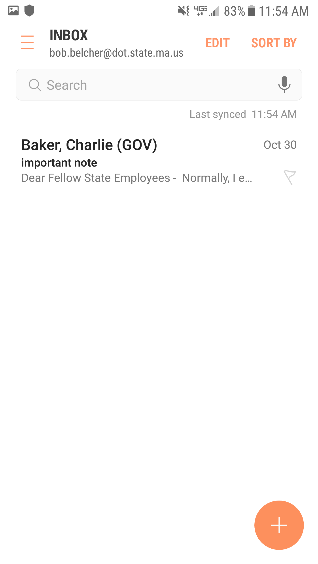 83% 11:54 AM
INBOX
bob.belcher@dot.state.ma.us
EDIT
SORT BY
Search
Last synced 11:54 AM
Baker, Charlie (GOV)
Oct 30
important note
Dear Fellow State Employees - Normally, I e...